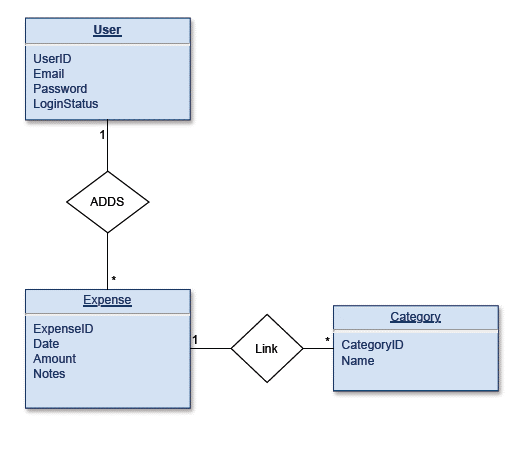 User
UserID
Email
Password
LoginStatus
1
ADDS
*
Expense
ExpenseID
Date
Amount
Notes
1
Link
*
Category
CategoryID
Name